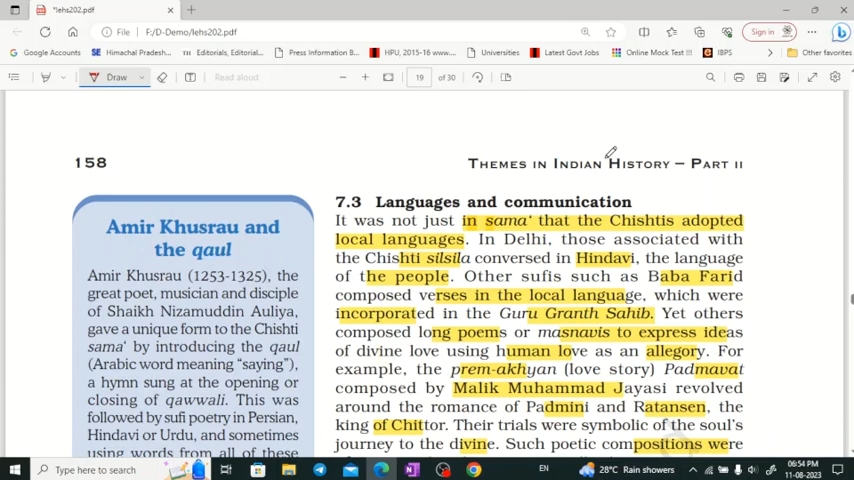 *lehs202.pdf
File
F:/D-Demo/lehs202.pdf
Sign in
Google Accounts
Himachal Pradesh...
Editorials, Editorial...
Press Information B...
HPU, 2015-16 www....
Universities
Latest Govt Jobs
Online Mock Test !!!
IBPS
Other favorites
Draw
Read aloud
19 of 30
158
THEMES IN INDIAN HISTORY – PART II
Amir Khusrau and
the qaul
Amir Khusrau (1253-1325), the
great poet, musician and disciple
of Shaikh Nizamuddin Auliya,
gave a unique form to the Chishti
sama‘ by introducing the qaul
(Arabic word meaning “saying”),
a hymn sung at the opening or
closing of qawwali. This was
followed by sufi poetry in Persian,
Hindavi or Urdu, and sometimes
using words from all of these
7.3 Languages and communication
It was not just in sama‘ that the Chishtis adopted
local languages. In Delhi, those associated with
the Chishti silsila conversed in Hindavi, the language
of the people. Other sufis such as Baba Farid
composed verses in the local language, which were
incorporated in the Guru Granth Sahib. Yet others
composed long poems or masnavis to express ideas
of divine love using human love as an allegory. For
example, the prem-akhyan (love story) Padmavat
composed by Malik Muhammad Jayasi revolved
around the romance of Padmini and Ratansen, the
king of Chittor. Their trials were symbolic of the soul’s
journey to the divine. Such poetic compositions were
Type here to search
28°C Rain showers
EN
06:54 PM
11-08-2023